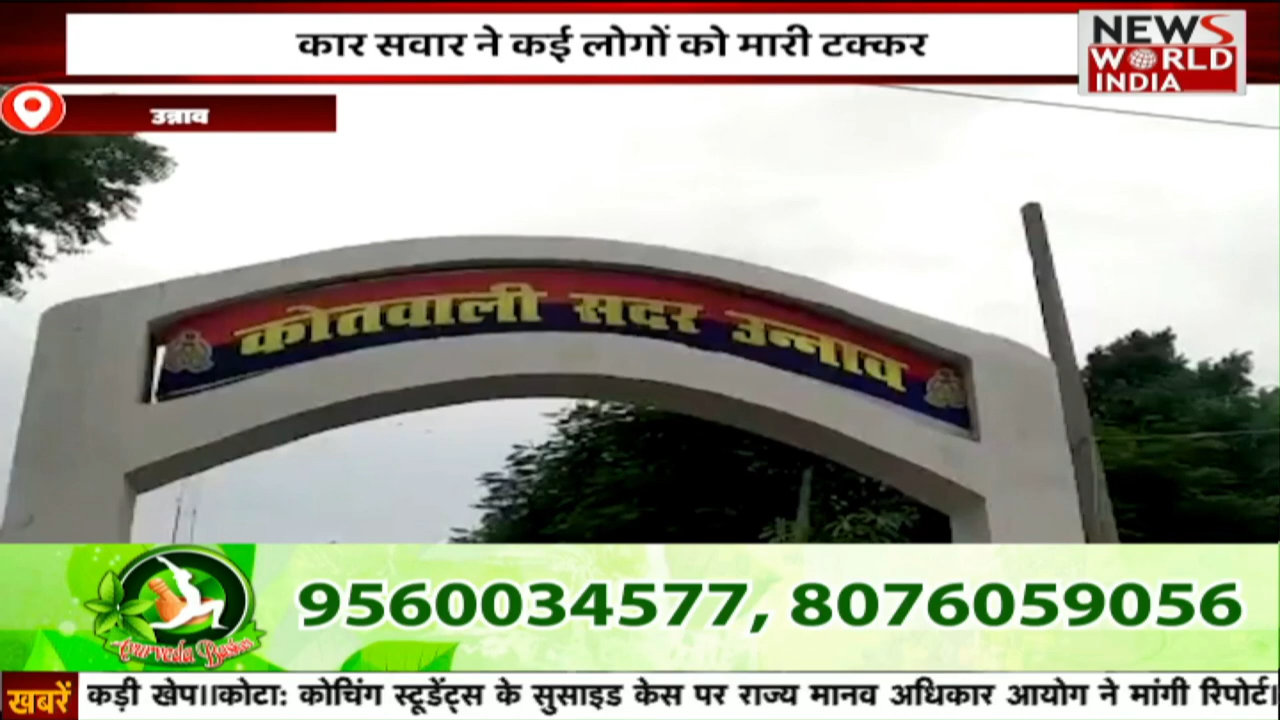 कार सवार ने कई लोगों को मारी टक्कर
NEWS
WORLD
INDIA
उन्नाव
कोतवाली सदर उन्नाव
9560034577, 8076059056
Ayurveda
खबरें
कड़ी खेप।।कोटा: कोचिंग स्टूडेंट्स के सुसाइड केस पर राज्य मानव अधिकार आयोग ने मांगी रिपोर्ट।